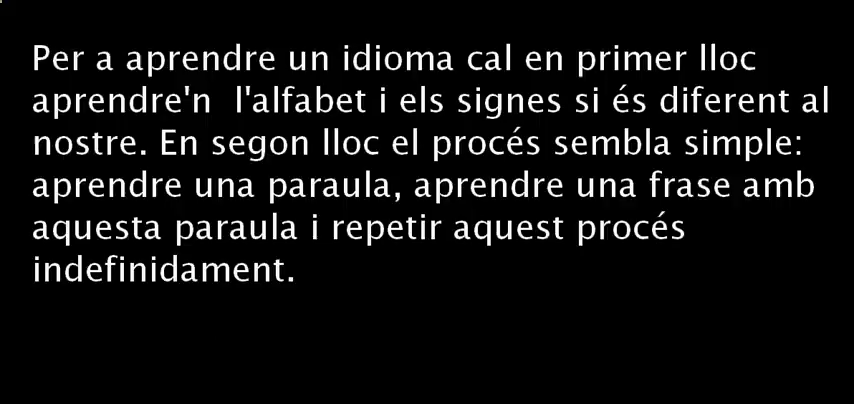 Per a aprendre un idioma cal en primer lloc
aprendre'n  l'alfabet i els signes si és diferent al
nostre. En segon lloc el procés sembla simple:
aprendre una paraula, aprendre una frase amb
aquesta paraula i repetir aquest procés
indefinidament.